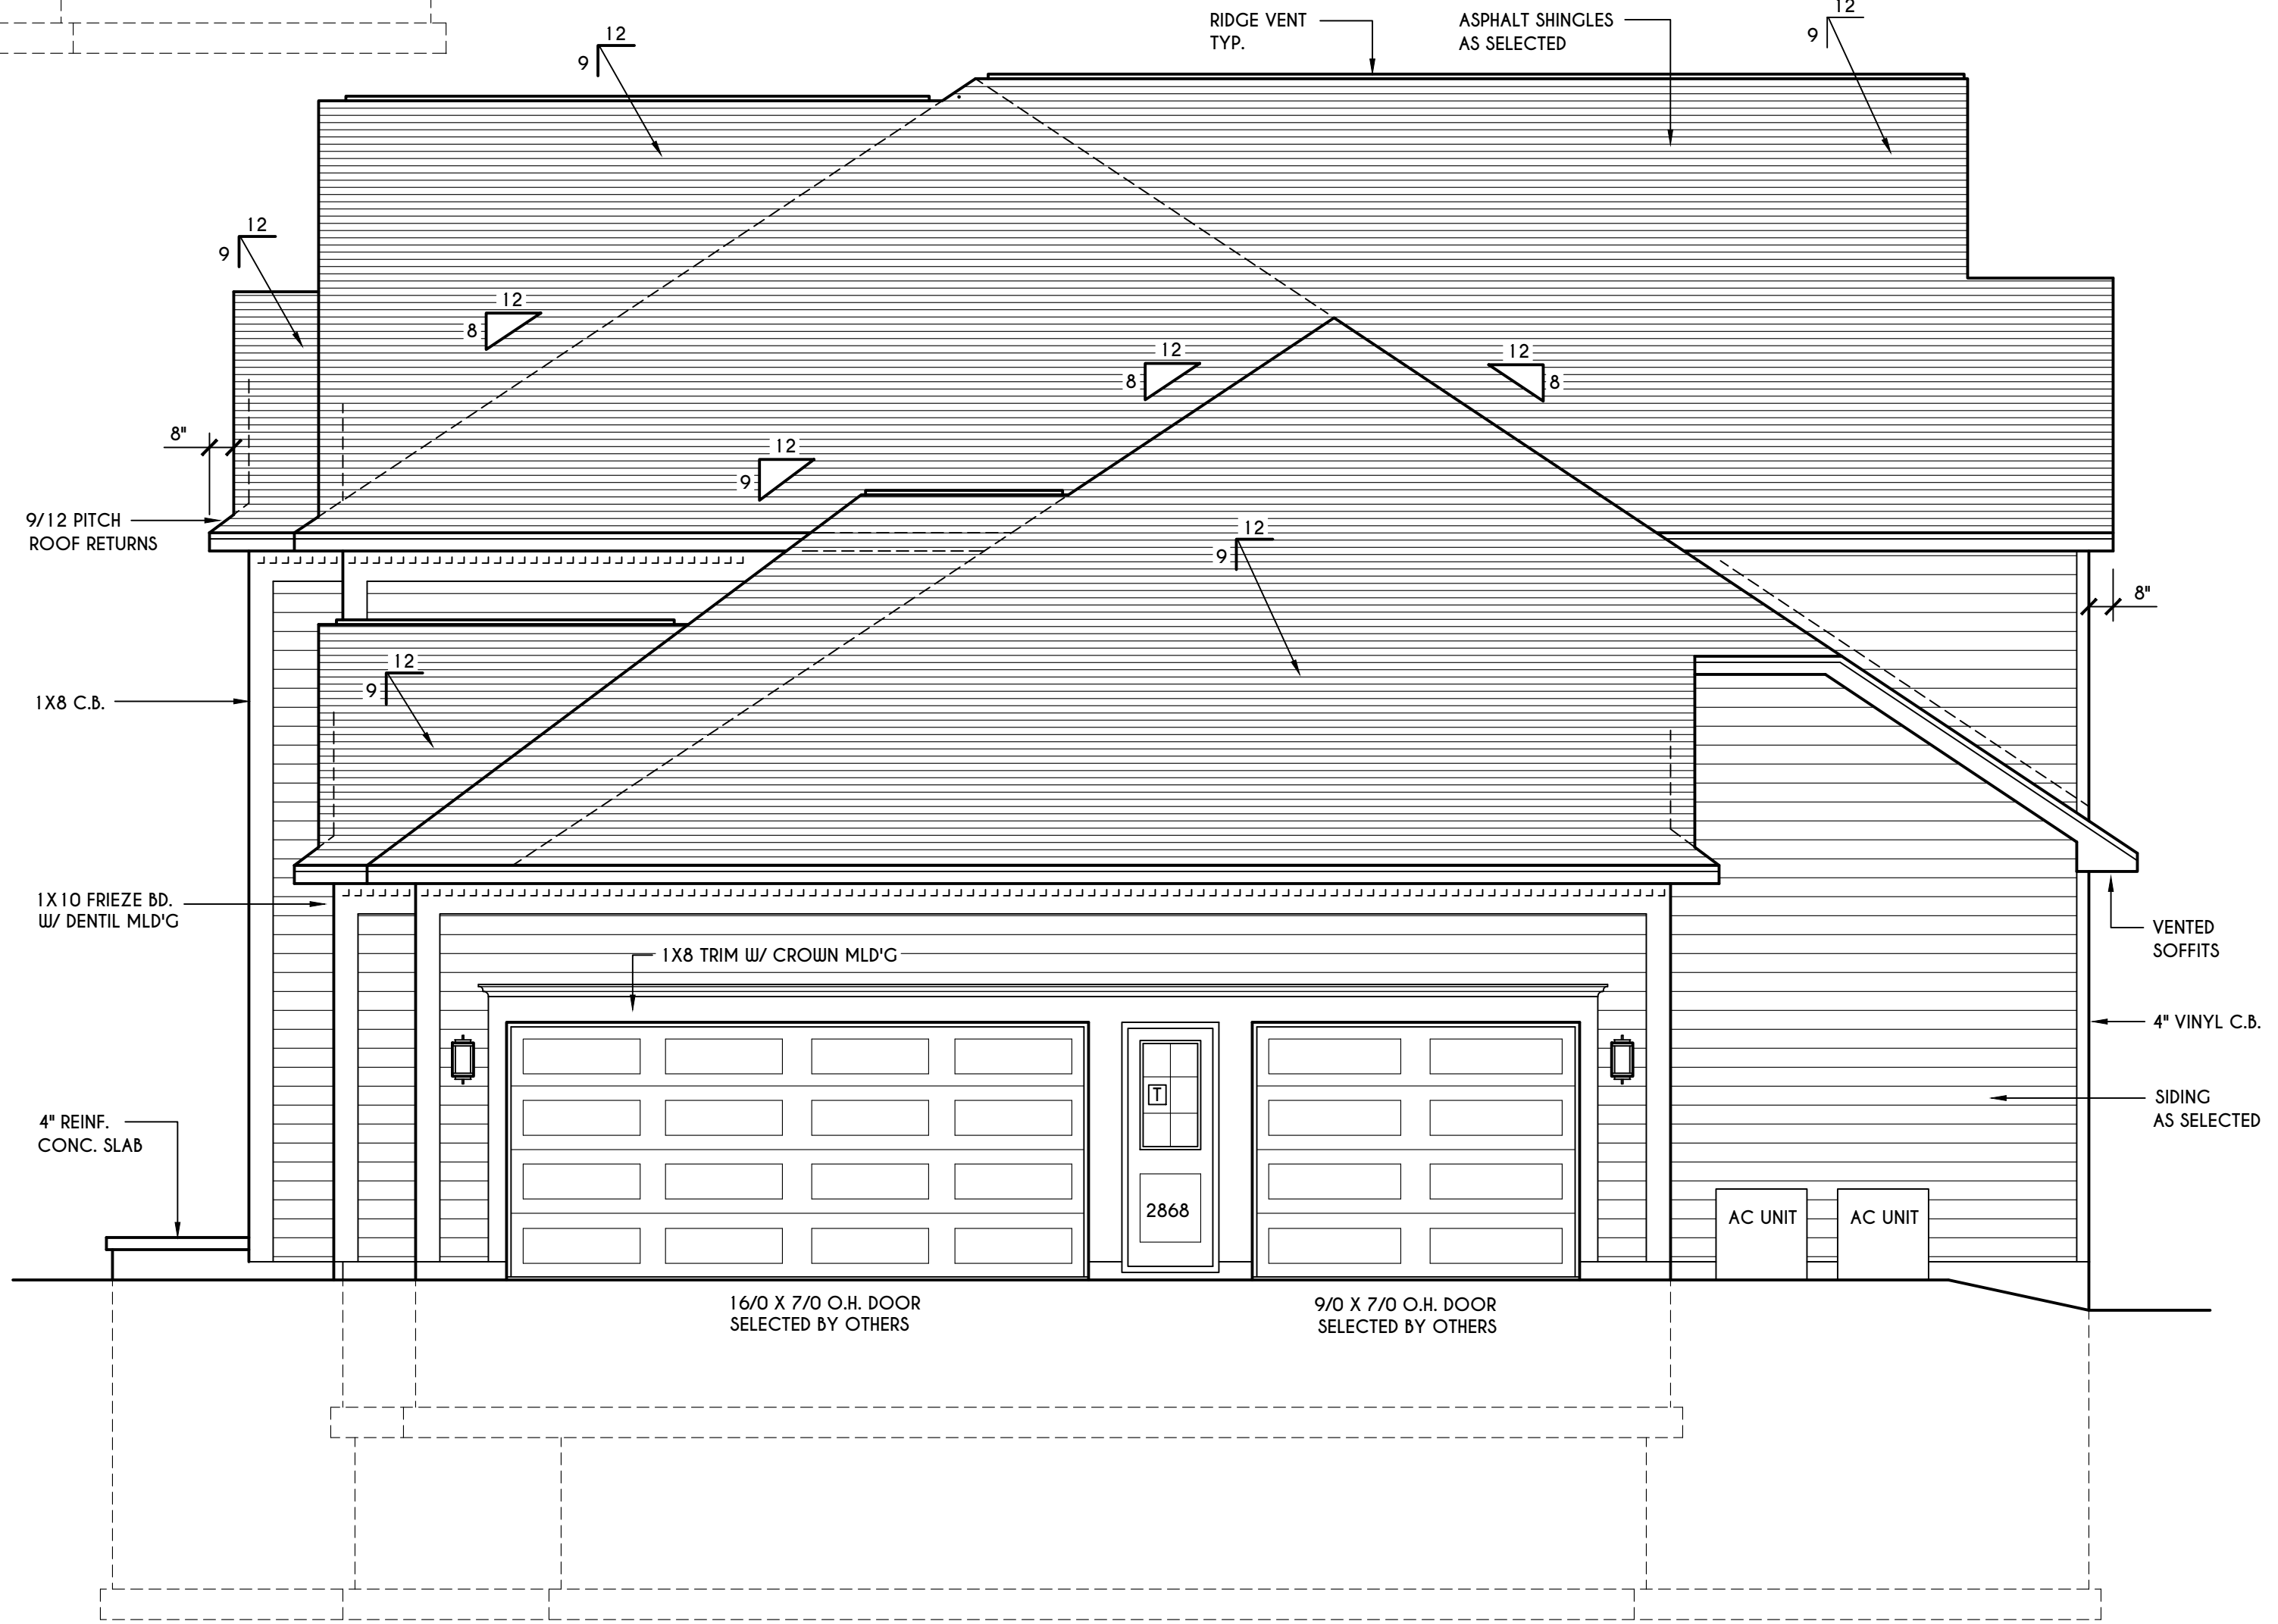 RIDGE VENT
TYP.
ASPHALT SHINGLES
AS SELECTED
12
9
12
9
12
9
12
8
12
8
12
8
8"
12
9
9/12 PITCH
ROOF RETURNS
12
9
8"
12
9
1X8 C.B.
1X10 FRIEZE BD.
W/ DENTIL MLD'G
1X8 TRIM W/ CROWN MLD'G
VENTED
SOFFITS
4" VINYL C.B.
T
SIDING
AS SELECTED
4" REINF.
CONC. SLAB
2868
AC UNIT
AC UNIT
16/0 X 7/0 O.H. DOOR
SELECTED BY OTHERS
9/0 X 7/0 O.H. DOOR
SELECTED BY OTHERS